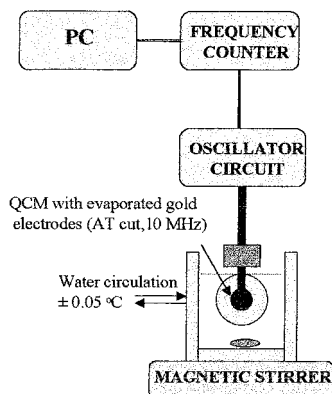 PC
FREQUENCY
COUNTER
OSCILLATOR
CIRCUIT
QCM with evaporated gold
electrodes (AT cut,10 MHz)
Water circulation
± 0.05 °C
MAGNETIC STIRRER